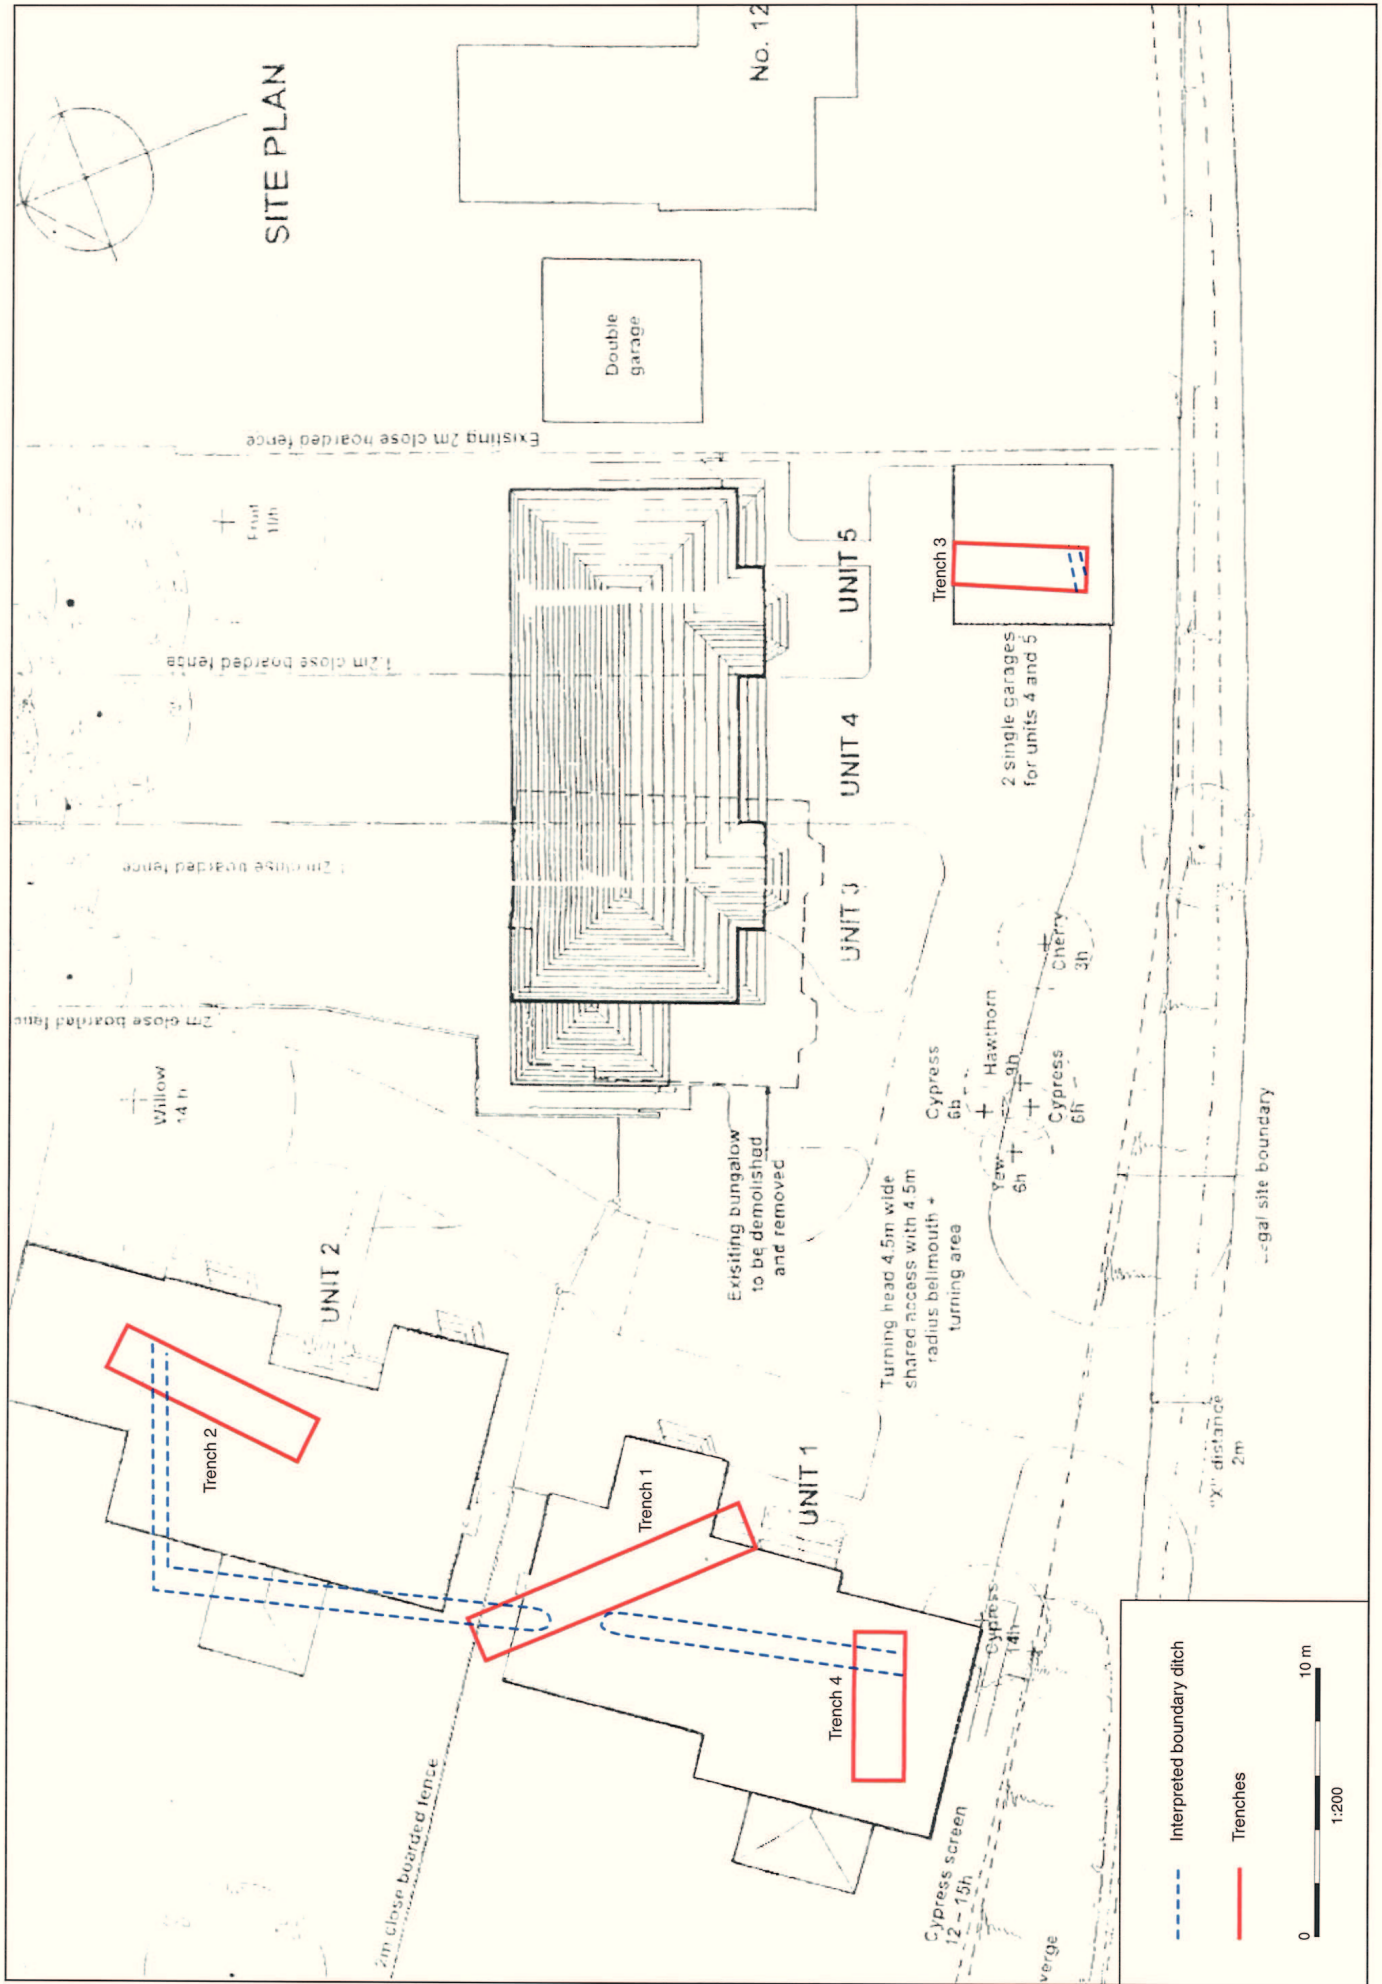 SITE PLAN
No. 12
Double
garage
Existing 2m close boarded fence
Fruit
1.2m close boarded fence
close boarded fence
2m close boarded
Willow
14h
UNIT 2
UNIT 5
UNIT 4
UNIT 3
Trench 3
2 single garages
for units 4 and 5
Exisiting bungalow
to be demolished
and removed
Cherry
3h
Hawthorn
9h
Cypress
6h
Cypress
6h
Yew
6h
Turning head 4.5m wide
shared access with 4.5m
radius bellmouth +
turning area
Trench 2
Trench 1
UNIT 1
Trench 4
2m close boarded fence
site boundary
"X" distance
2m
Cypress
14h
Cypress screen
12 - 15h
verge
Interpreted boundary ditch
Trenches
0
10 m
1:200